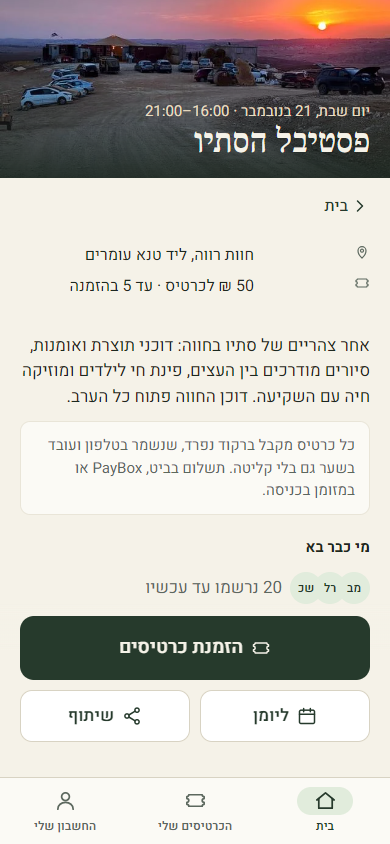 יום שבת, 21 בנובמבר · 16:00–21:00
פסטיבל הסתיו
בית
חוות רווה, ליד טנא עומרים
50 ₪ לכרטיס · עד 5 בהזמנה
אחר צהריים של סתיו בחווה: דוכני תוצרת ואומנות,
סיורים מודרכים בין העצים, פינת חי לילדים ומוזיקה
חיה עם השקיעה. דוכן החווה פתוח כל הערב.
כל כרטיס מקבל ברקוד נפרד, שנשמר בטלפון ועובד
בשער גם בלי קליטה. תשלום בביט, PayBox או
במזומן בכניסה.
מי כבר בא
מב רל שכ 20 נרשמו עד עכשיו
הזמנת כרטיסים
ליומן
שיתוף
בית
הכרטיסים שלי
החשבון שלי